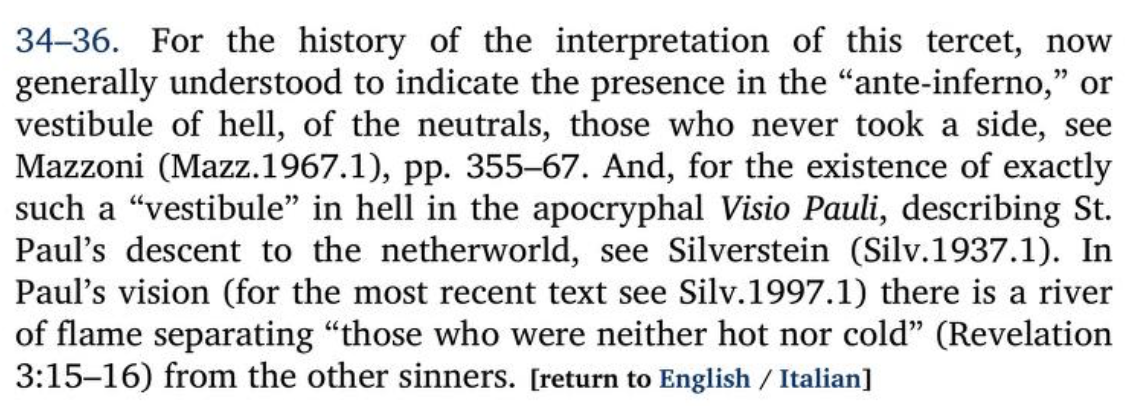 34–36. For the history of the interpretation of this tercet, now
generally understood to indicate the presence in the “ante-inferno,” or
vestibule of hell, of the neutrals, those who never took a side, see
Mazzoni (Mazz.1967.1), pp. 355–67. And, for the existence of exactly
such a “vestibule” in hell in the apocryphal Visio Pauli, describing St.
Paul’s descent to the netherworld, see Silverstein (Silv.1937.1). In
Paul’s vision (for the most recent text see Silv.1997.1) there is a river
of flame separating “those who were neither hot nor cold” (Revelation
3:15–16) from the other sinners. [return to English / Italian]